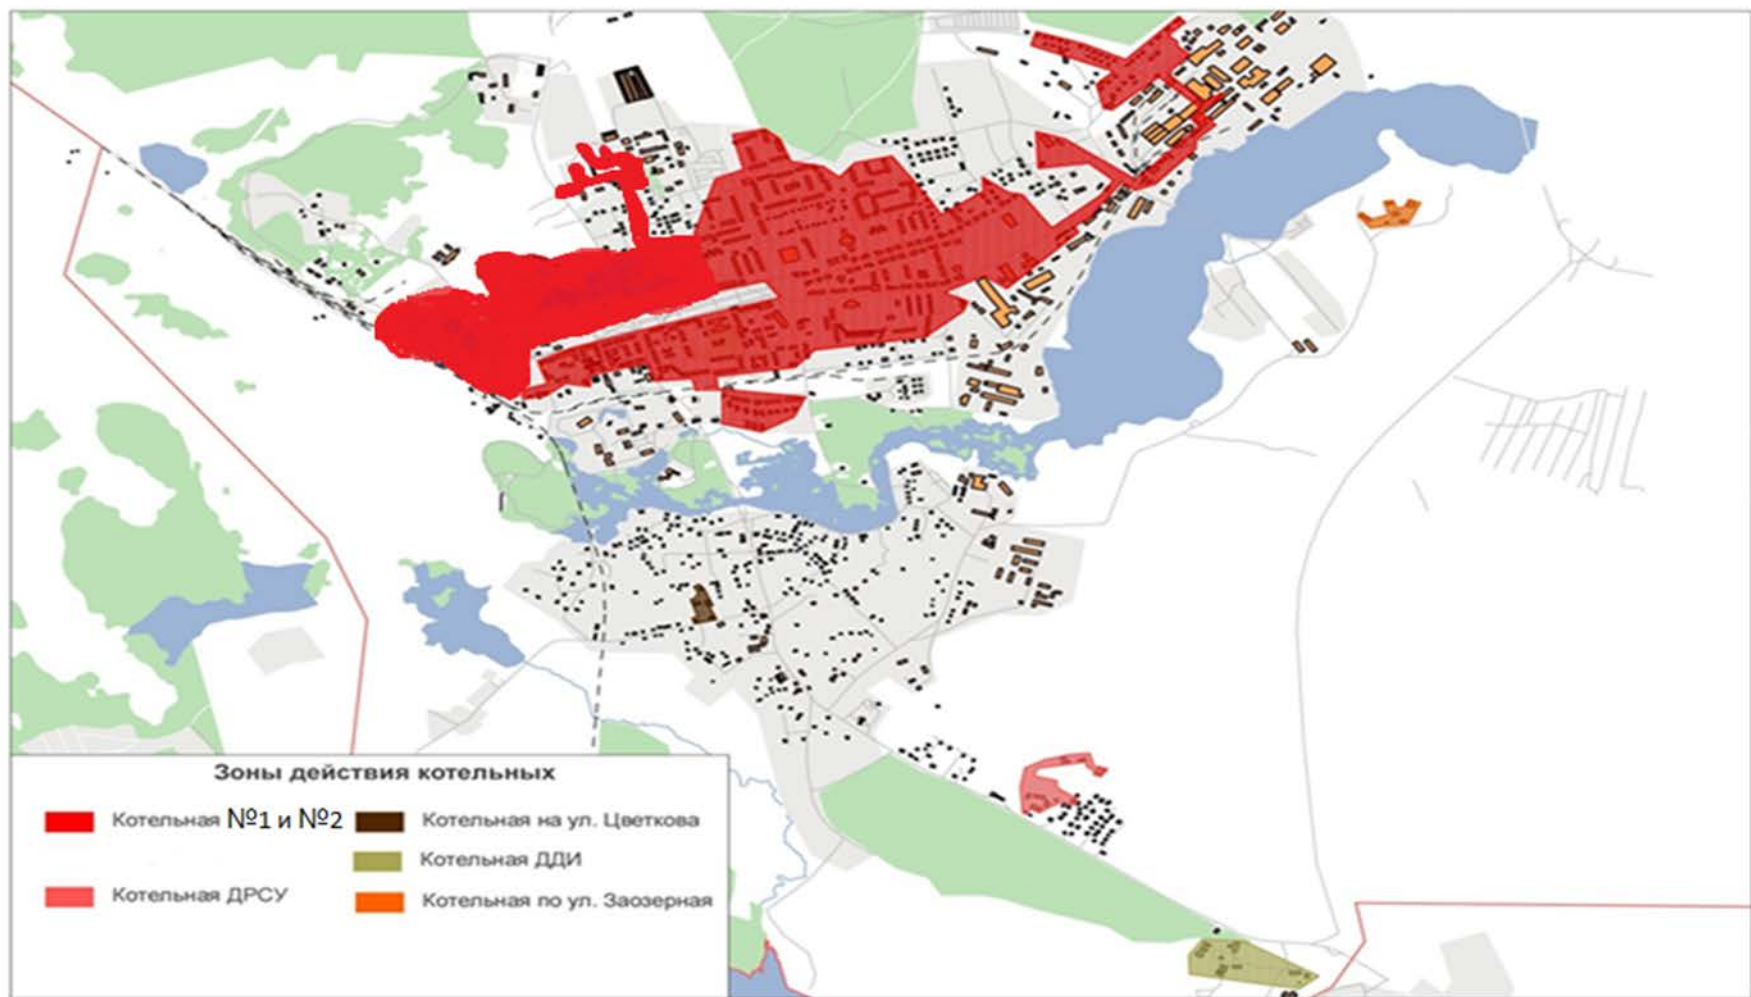 Зоны действия котельных
Котельная №1 и №2
Котельная на ул. Цветкова
Котельная ДДИ
Котельная ДРСУ
Котельная по ул. Заозерная